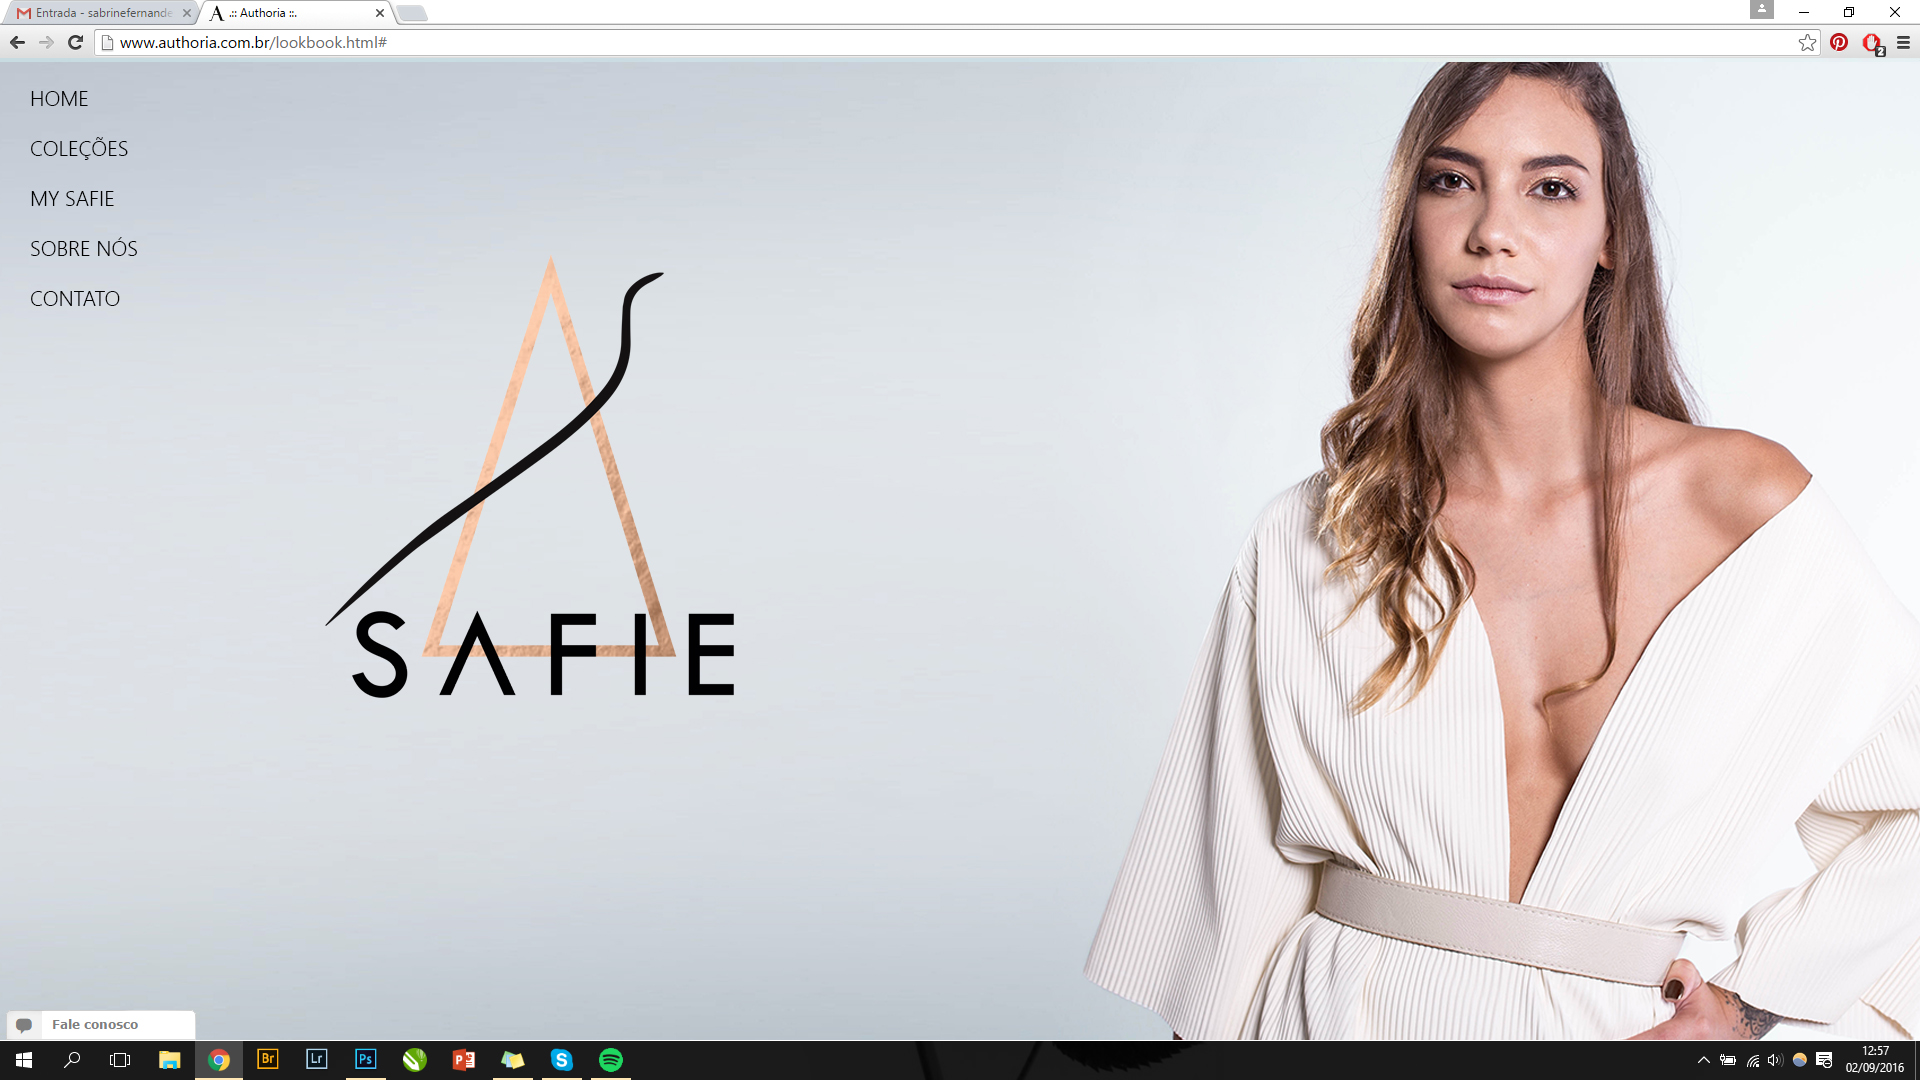 Entrada - sabrinefernande
.:: Authoria ::.
www.authoria.com.br/lookbook.html#
2
HOME
COLEÇÕES
MY SAFIE
SOBRE NÓS
CONTATO
SAFIE
Fale conosco
Br
Lr
Ps
12:57
02/09/2016